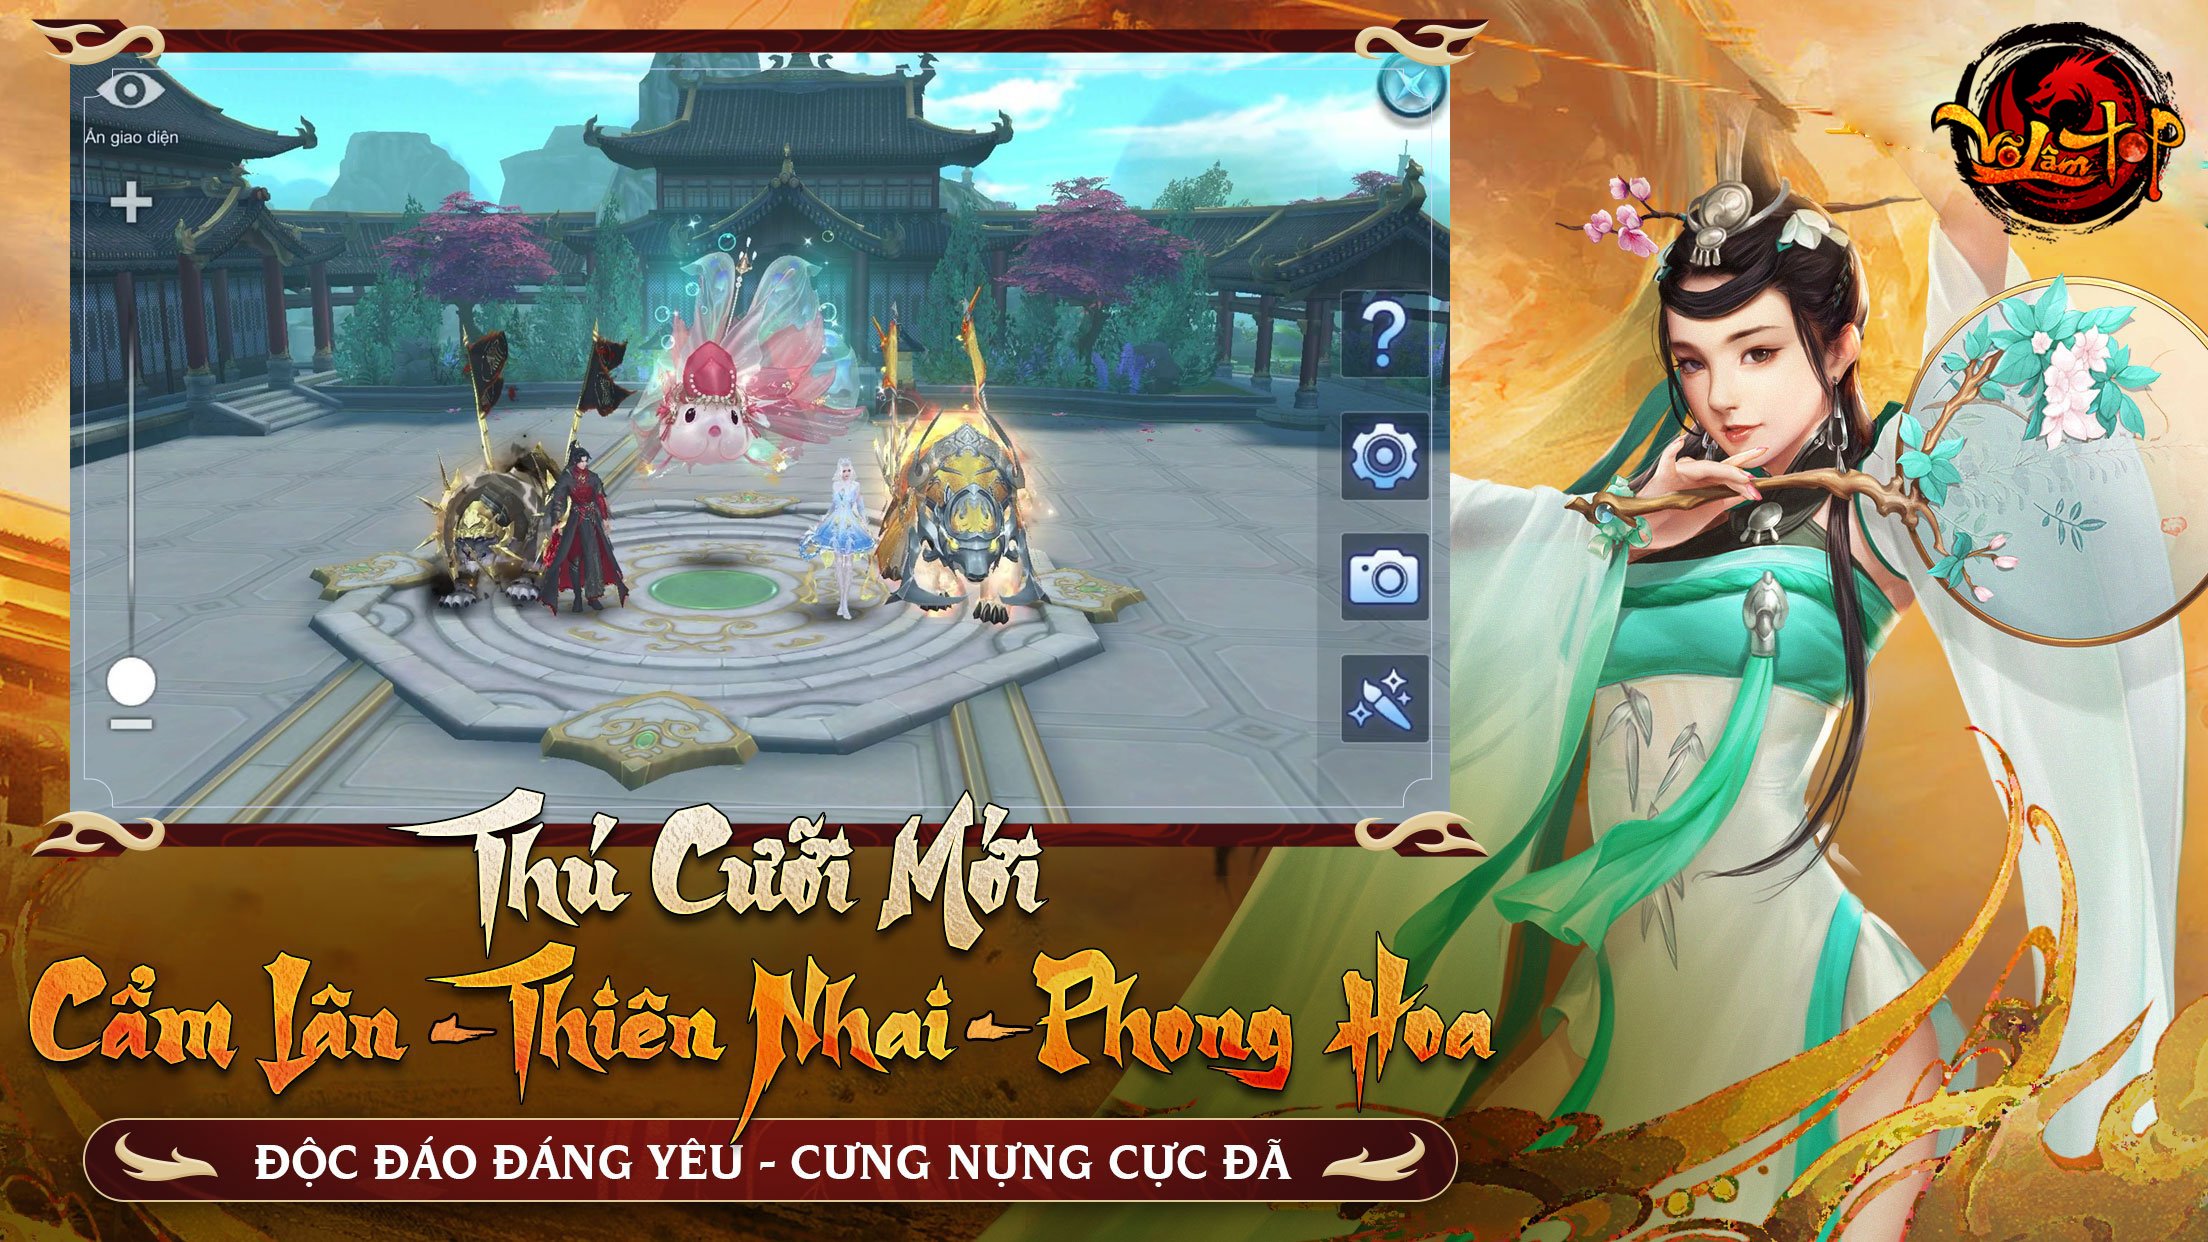 Ẩn giao diện
Võ Lâm Top
Thú Cưỡi Mới
Cẩm Lân - Thiên Nhai - Phong Hoa
ĐỘC ĐÁO ĐÁNG YÊU - CƯNG NỰNG CỰC ĐÃ